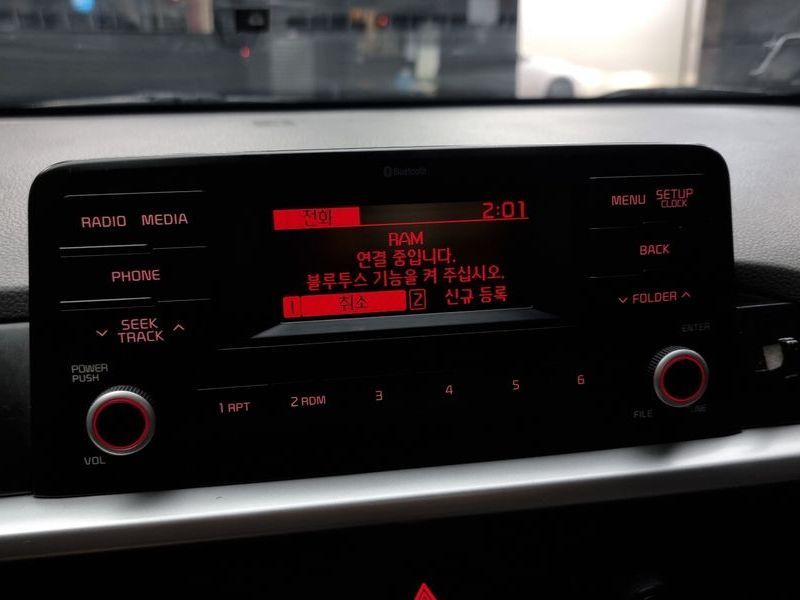 Bluetooth
RADIO MEDIA
PHONE
SEEK
TRACK
POWER
PUSH
VOL
전화 2:01
RAM
연결 중입니다.
블루투스 기능을 켜 주십시오.
1 취소 2 신규 등록
MENU SETUP
CLOCK
BACK
FOLDER
ENTER
FILE
1 RPT 2 RDM 3 4 5 6